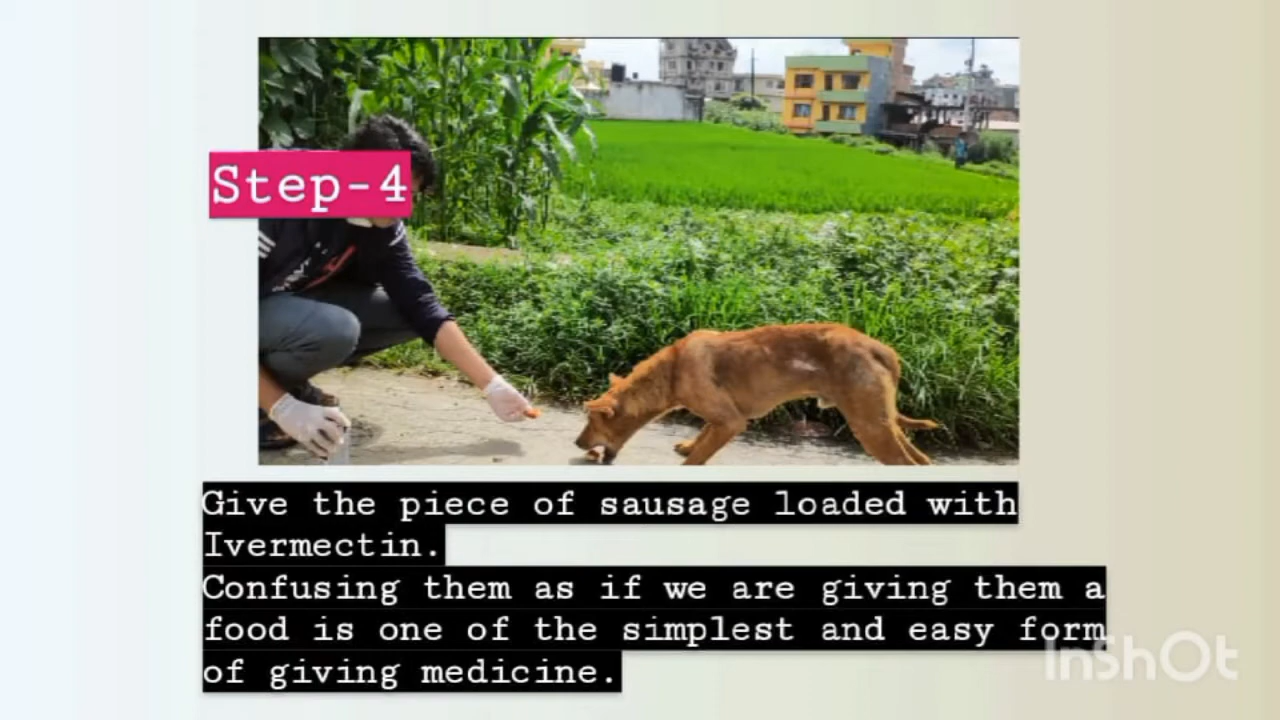 Step-4
Give the piece of sausage loaded with
Ivermectin.
Confusing them as if we are giving them a
food is one of the simplest and easy form
of giving medicine.
InShOt